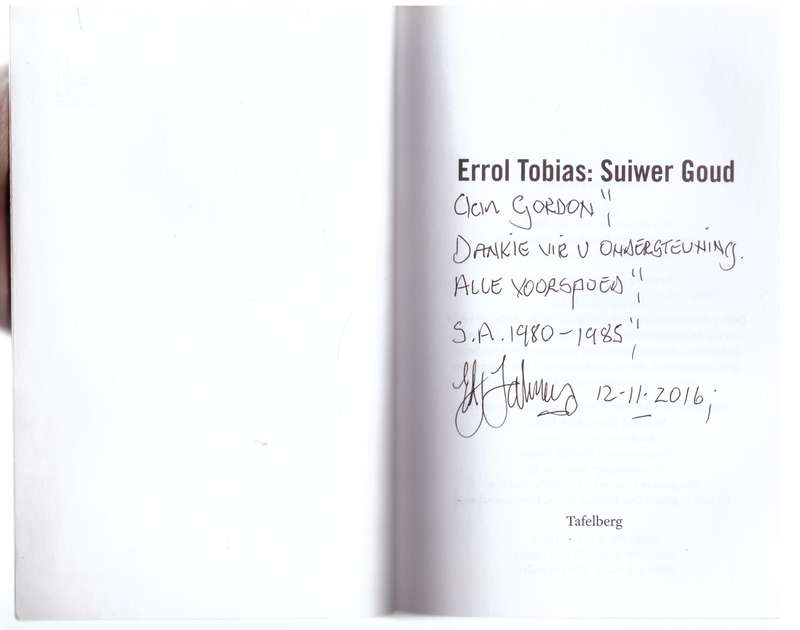 Errol Tobias: Suiwer Goud
Aan GORDON";
DANKIE VIR U ONDERSTEUNING.
ALLE VOORSPOED";
S.A. 1980-1985";
12-11-2016;
Tafelberg